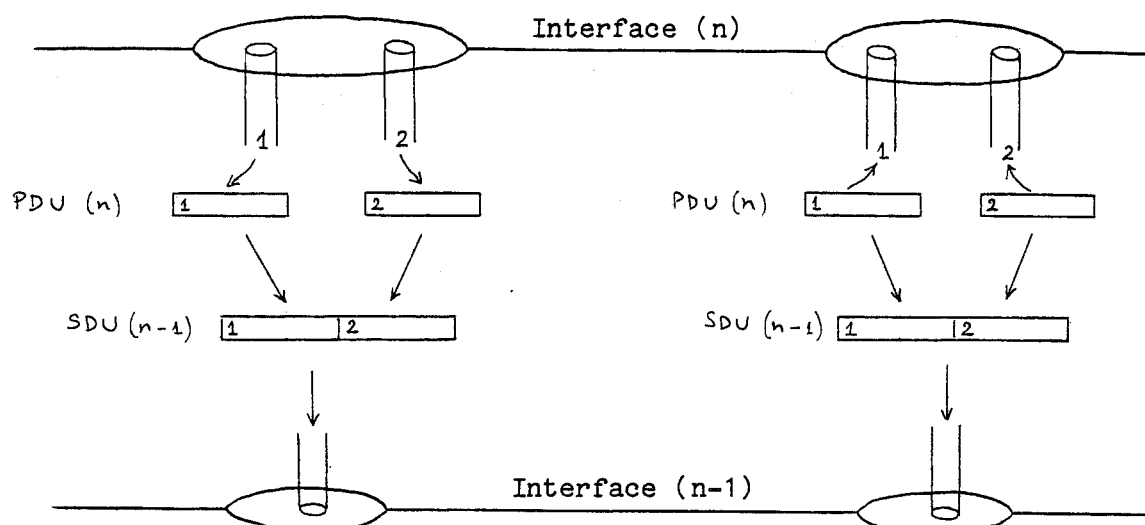 Interface (n)
1 2 1 2
PDU (n) 1 2 PDU (n) 1 2
SDU (n-1) 1 2 SDU (n-1) 1 2
Interface (n-1)